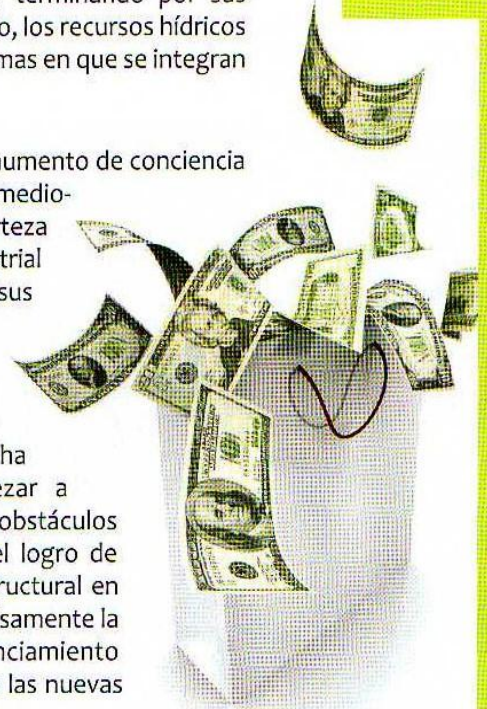 terminando por sus
o, los recursos hídricos
mas en que se integran
aumento de conciencia
medio-
teza
trial
sus
ha
ezar a
obstáculos
el logro de
ructural en
samente la
nciamiento
las nuevas